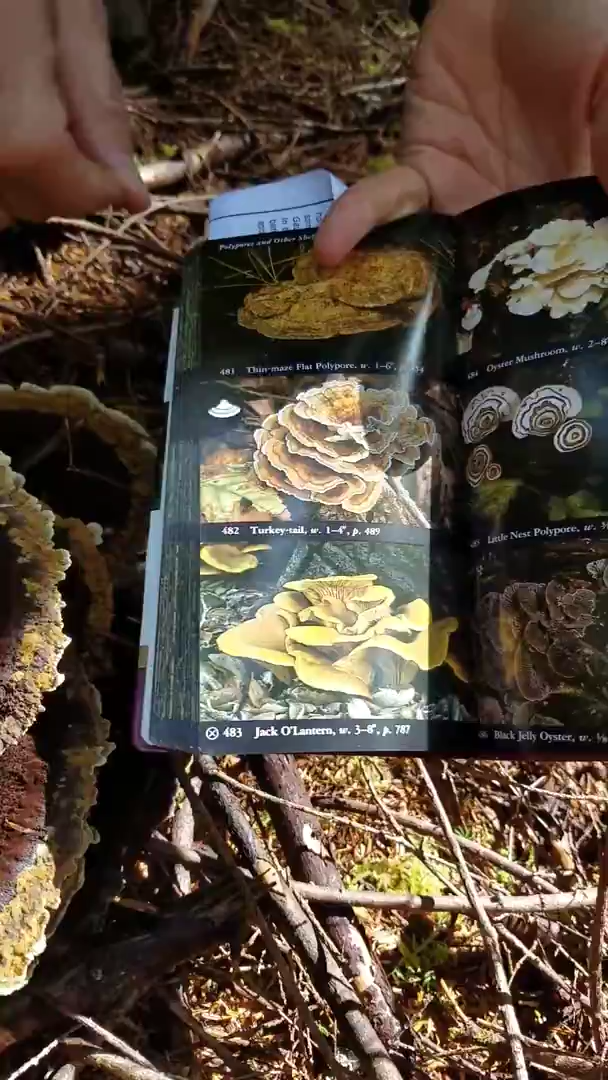 Polypores and Other Shel
481 Thin-maze Flat Polypore, w. 1–6",
Oyster Mushroom, w. 2–8"
482 Turkey-tail, w. 1–4", p. 489
Little Nest Polypore, w.
483 Jack O'Lantern, w. 3–8", p. 787
Black Jelly Oyster, w.